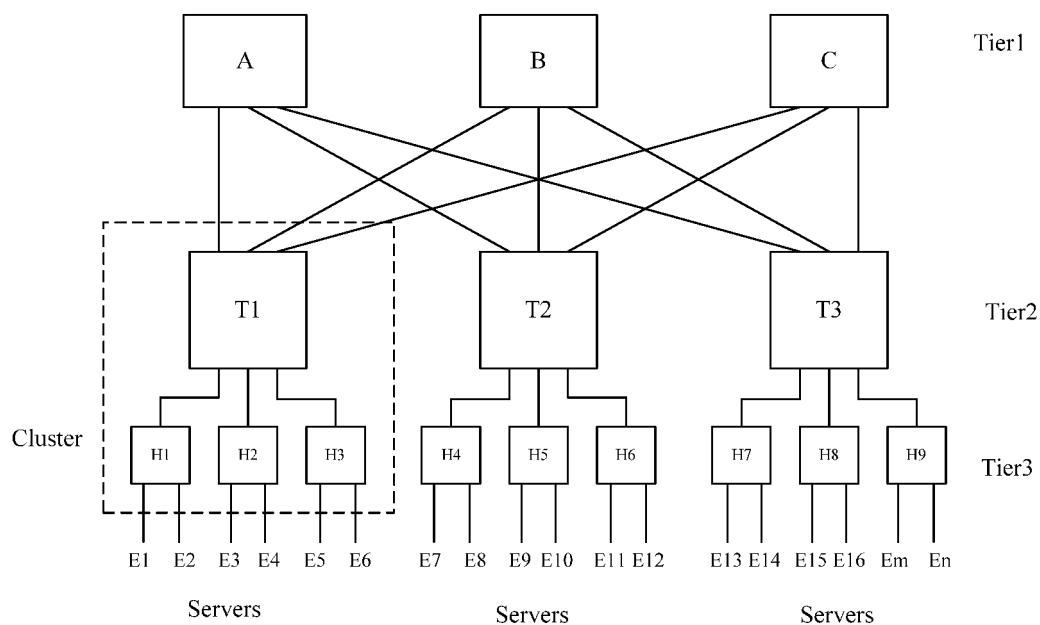 A B C Tier1
T1 T2 T3 Tier2
Cluster H1 H2 H3 H4 H5 H6 H7 H8 H9 Tier3
E1 E2 E3 E4 E5 E6 E7 E8 E9 E10 E11 E12 E13 E14 E15 E16 Em En
Servers Servers Servers